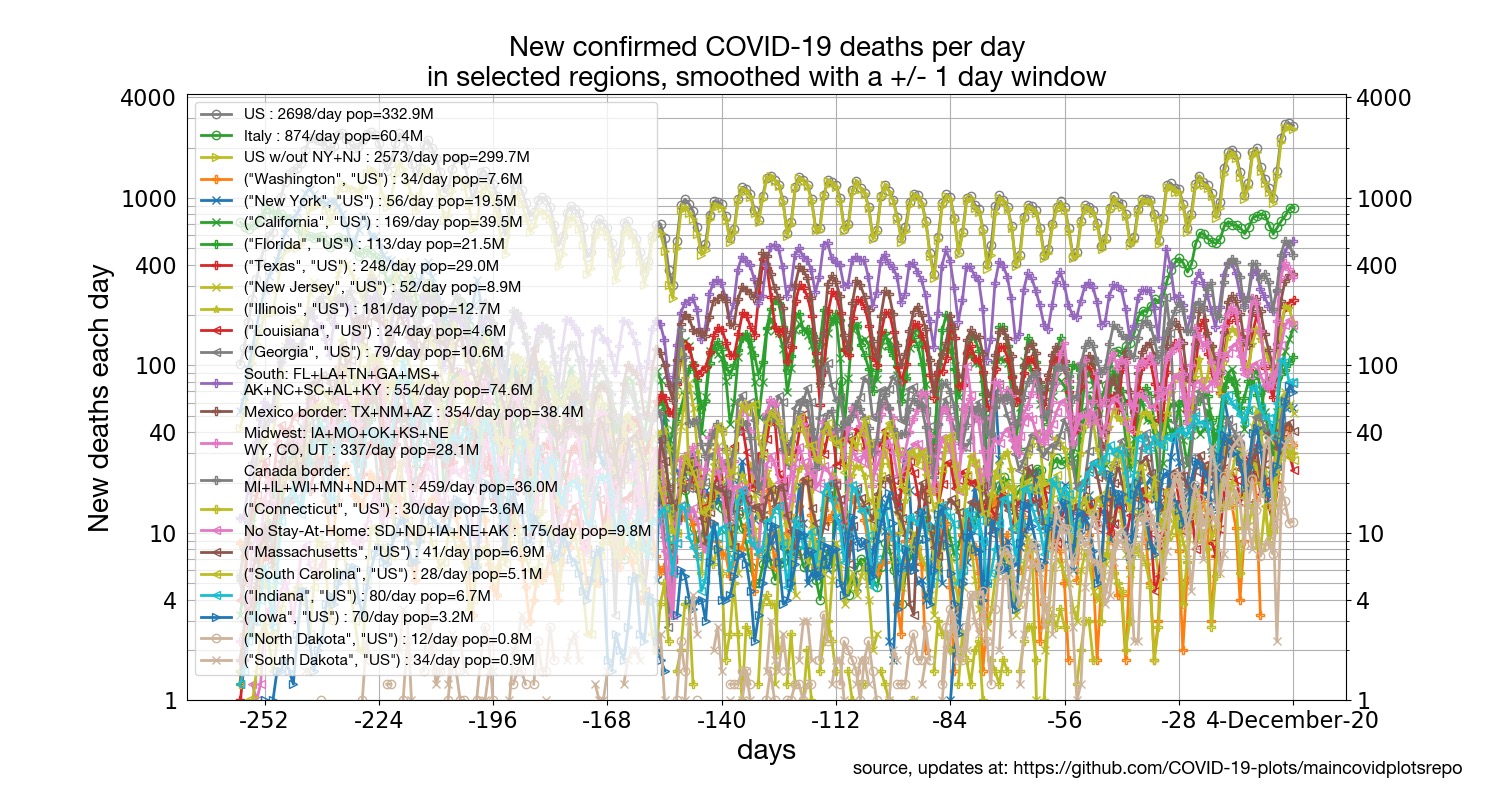 New confirmed COVID-19 deaths per day
in selected regions, smoothed with a +/- 1 day window
4000
1000
400
100
40
10
4
1
New deaths each day
US : 2698/day pop=332.9M
Italy : 874/day pop=60.4M
US w/out NY+NJ : 2573/day pop=299.7M
("Washington", "US") : 34/day pop=7.6M
("New York", "US") : 56/day pop=19.5M
("California", "US") : 169/day pop=39.5M
("Florida", "US") : 113/day pop=21.5M
("Texas", "US") : 248/day pop=29.0M
("New Jersey", "US") : 52/day pop=8.9M
("Illinois", "US") : 181/day pop=12.7M
("Louisiana", "US") : 24/day pop=4.6M
("Georgia", "US") : 79/day pop=10.6M
South: FL+LA+TN+GA+MS+
AK+NC+SC+AL+KY : 554/day pop=74.6M
Mexico border: TX+NM+AZ : 354/day pop=38.4M
Midwest: IA+MO+OK+KS+NE
WY, CO, UT : 337/day pop=28.1M
Canada border:
MI+IL+WI+MN+ND+MT : 459/day pop=36.0M
("Connecticut", "US") : 30/day pop=3.6M
No Stay-At-Home: SD+ND+IA+NE+AK : 175/day pop=9.8M
("Massachusetts", "US") : 41/day pop=6.9M
("South Carolina", "US") : 28/day pop=5.1M
("Indiana", "US") : 80/day pop=6.7M
("Iowa", "US") : 70/day pop=3.2M
("North Dakota", "US") : 12/day pop=0.8M
("South Dakota", "US") : 34/day pop=0.9M
4000
1000
400
100
40
10
4
1
-252 -224 -196 -168 -140 -112 -84 -56 -28 4-December-20
days
source, updates at: https://github.com/COVID-19-plots/maincovidplotsrepo